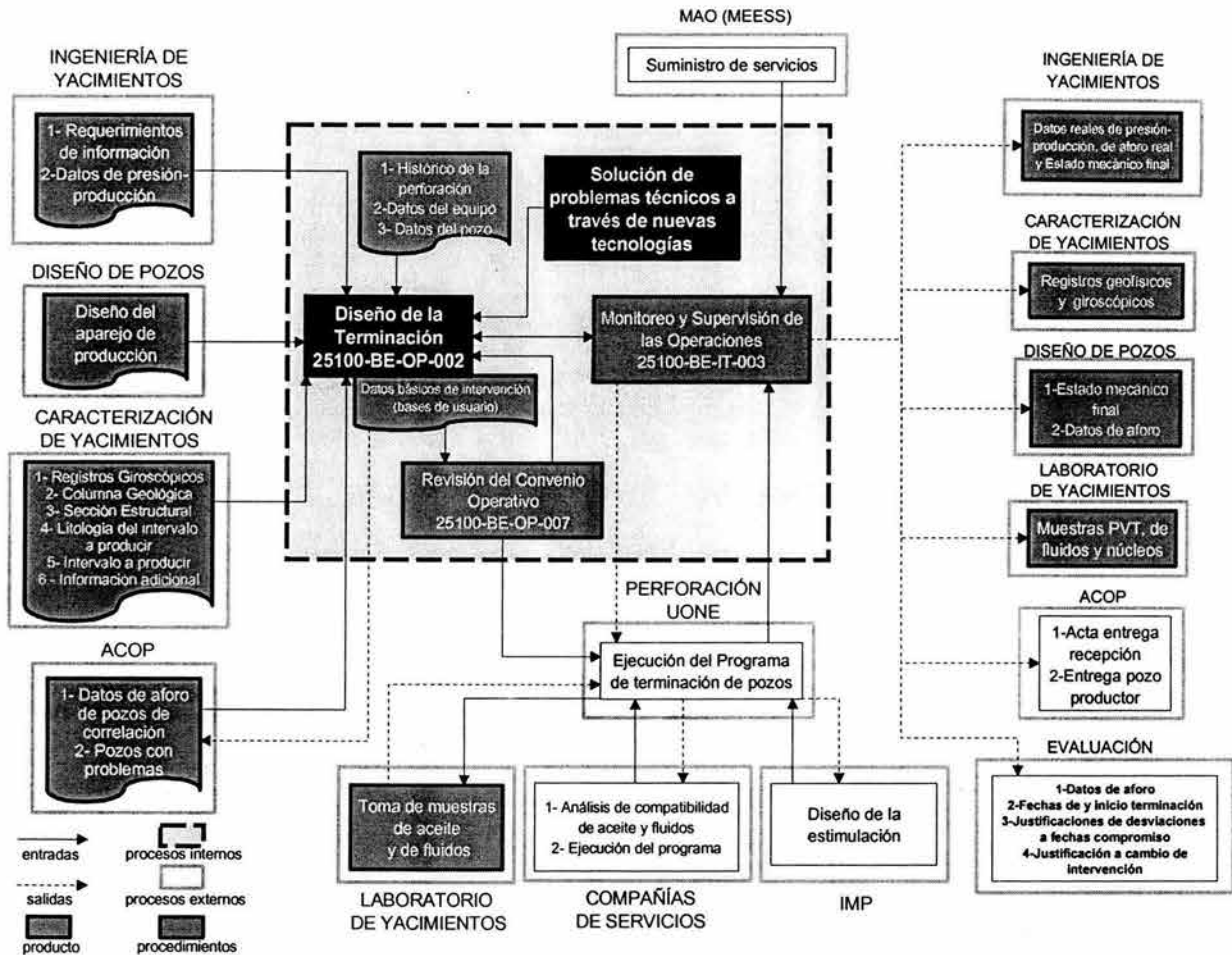 MAO (MEESS)
Suministro de servicios
INGENIERÍA DE
YACIMIENTOS
1- Requerimientos
de información
2-Datos de presión-
producción
DISEÑO DE POZOS
Diseño del
aparejo de
producción
CARACTERIZACIÓN
DE YACIMIENTOS
1- Registros Giroscópicos
2- Columna Geológica
3- Sección Estructural
4- Litología del intervalo
a producir
5- Intervalo a producir
6 - Informacion adicional
ACOP
1- Datos de aforo
de pozos de
correlación
2- Pozos con
problemas
1- Histórico de la
perforación
2-Datos del equipo
3- Datos del pozo
Solución de
problemas técnicos a
través de nuevas
tecnologías
Diseño de la
Terminación
25100-BE-OP-002
Monitoreo y Supervisión de
las Operaciones
25100-BE-IT-003
Datos básicos de intervención
(bases de usuario)
Revisión del Convenio
Operativo
25100-BE-OP-007
PERFORACIÓN
UONE
Ejecución del Programa
de terminación de pozos
Toma de muestras
de aceite
y de fluidos
LABORATORIO
DE YACIMIENTOS
1- Análisis de compatibilidad
de aceite y fluidos
2- Ejecución del programa
COMPAÑÍAS
DE SERVICIOS
Diseño de la
estimulación
IMP
INGENIERÍA DE
YACIMIENTOS
Datos reales de presión-
producción, de aforo real
y Estado mecánico final
CARACTERIZACIÓN
DE YACIMIENTOS
Registros geofísicos
y giroscópicos
DISEÑO DE POZOS
1-Estado mecánico
final
2-Datos de aforo
LABORATORIO
DE YACIMIENTOS
Muestras PVT, de
fluidos y núcleos
ACOP
1-Acta entrega
recepción
2-Entrega pozo
productor
EVALUACIÓN
1-Datos de aforo
2-Fechas de y inicio terminación
3-Justificaciones de desviaciones
a fechas compromiso
4-Justificación a cambio de
intervención
entradas
procesos internos
salidas
procesos externos
producto
procedimientos